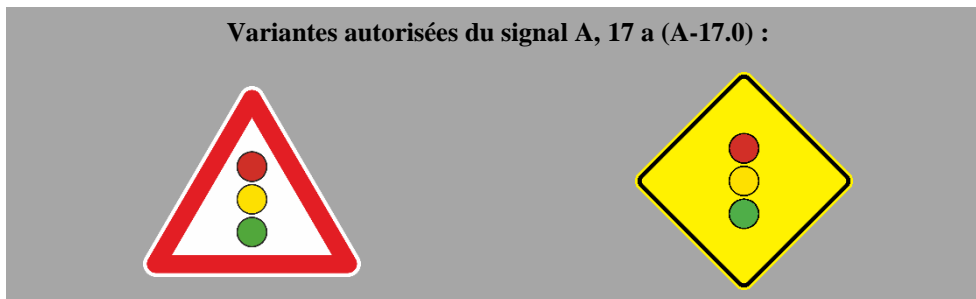 Variantes autorisées du signal A, 17 a (A-17.0) :